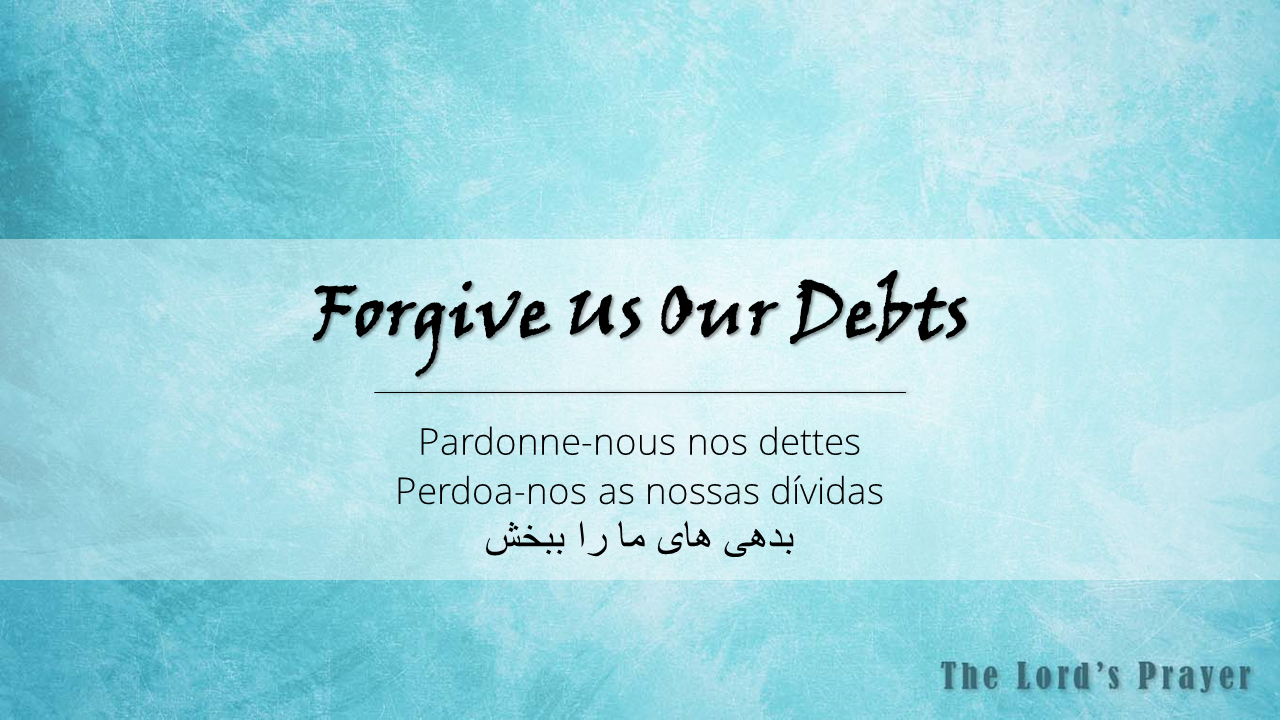 Forgive Us Our Debts
Pardonne-nous nos dettes
Perdoa-nos as nossas dívidas
بدهی های ما را ببخش
The Lord's Prayer